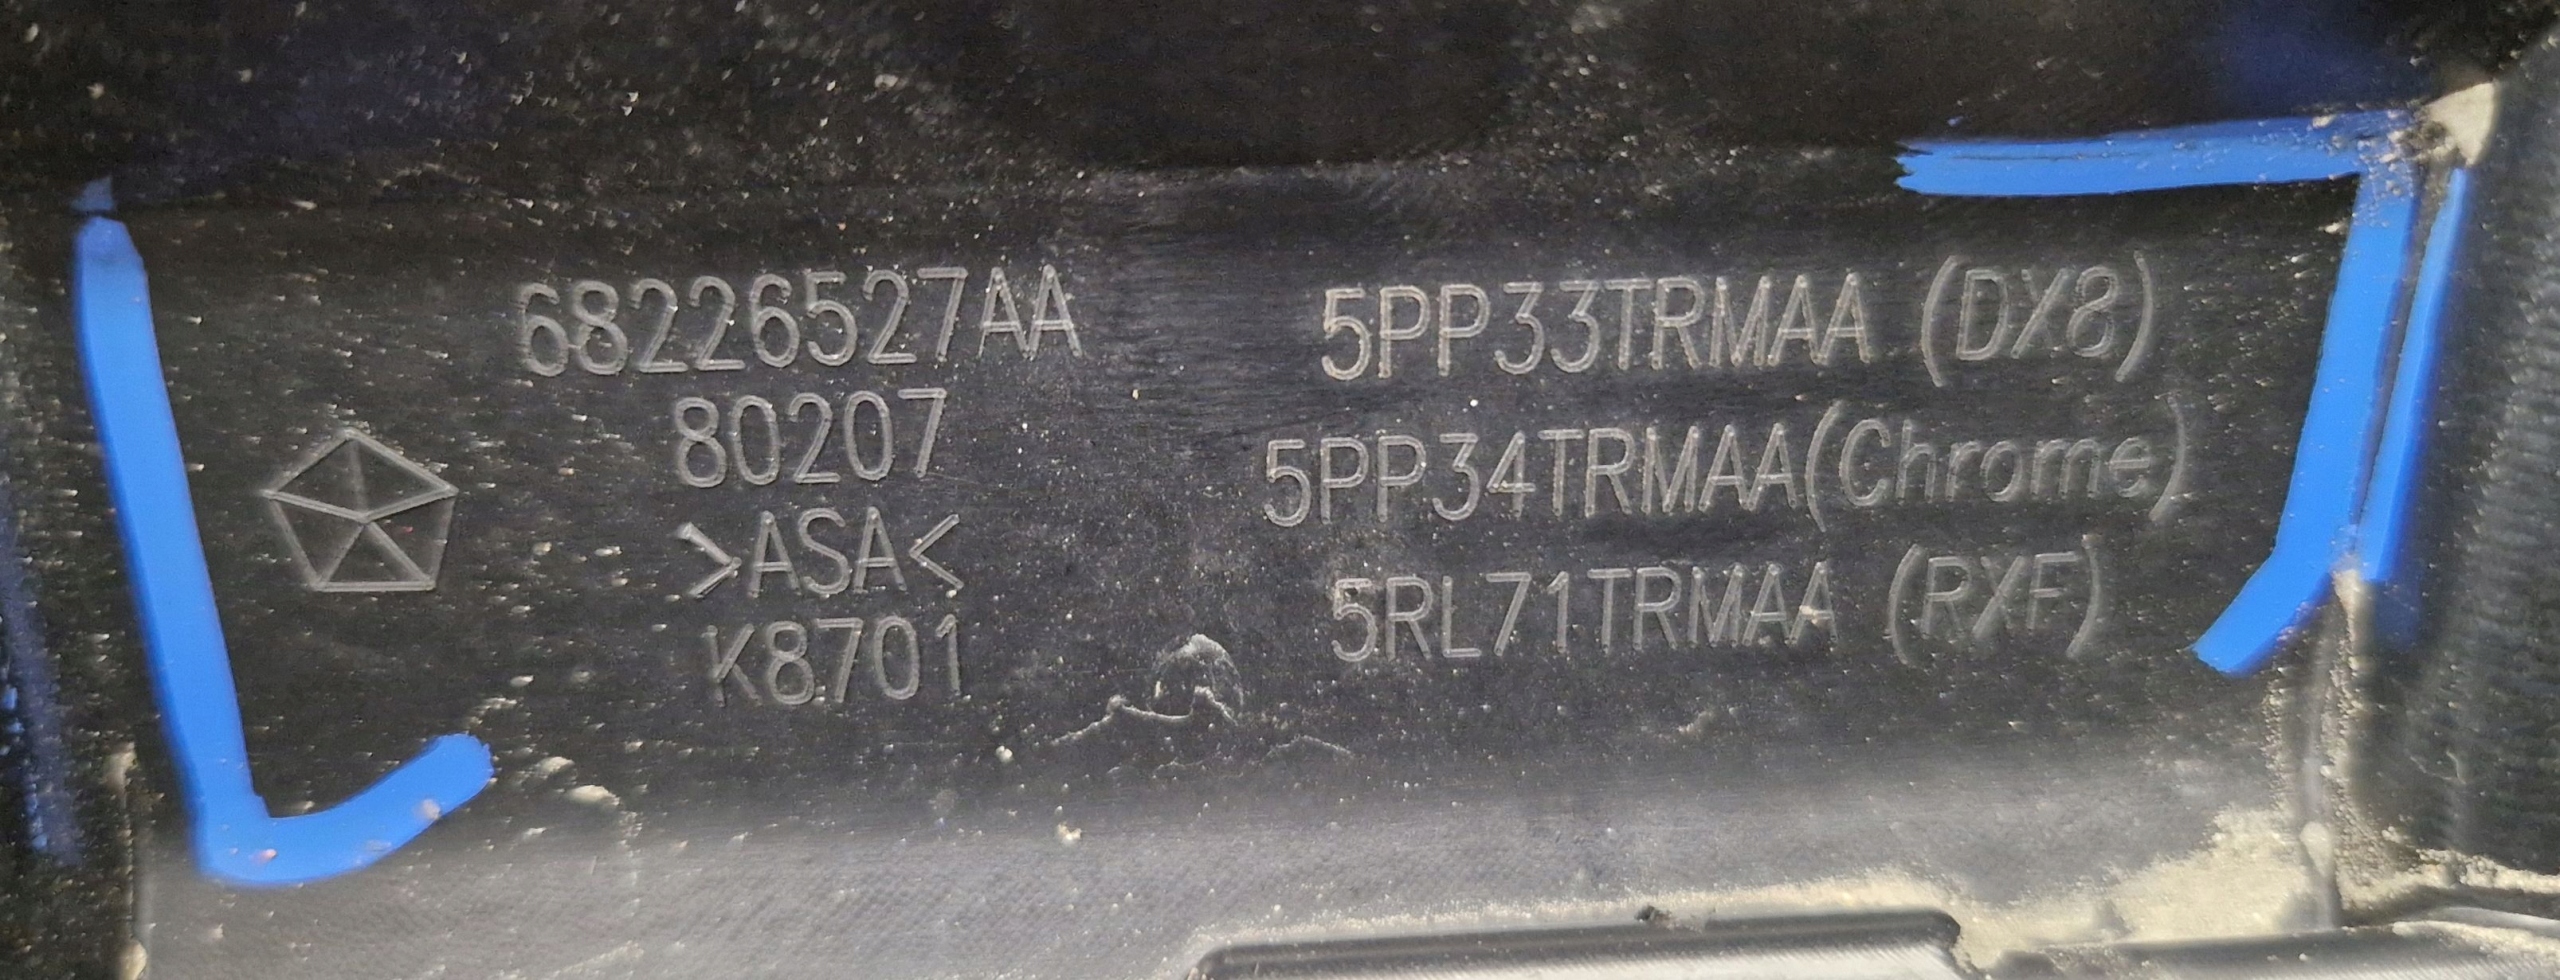 68226527AA
80207
>ASA<
K8701
5PP33TRMAA (DX8)
5PP34TRMAA(Chrome)
5RL71TRMAA (RXF)